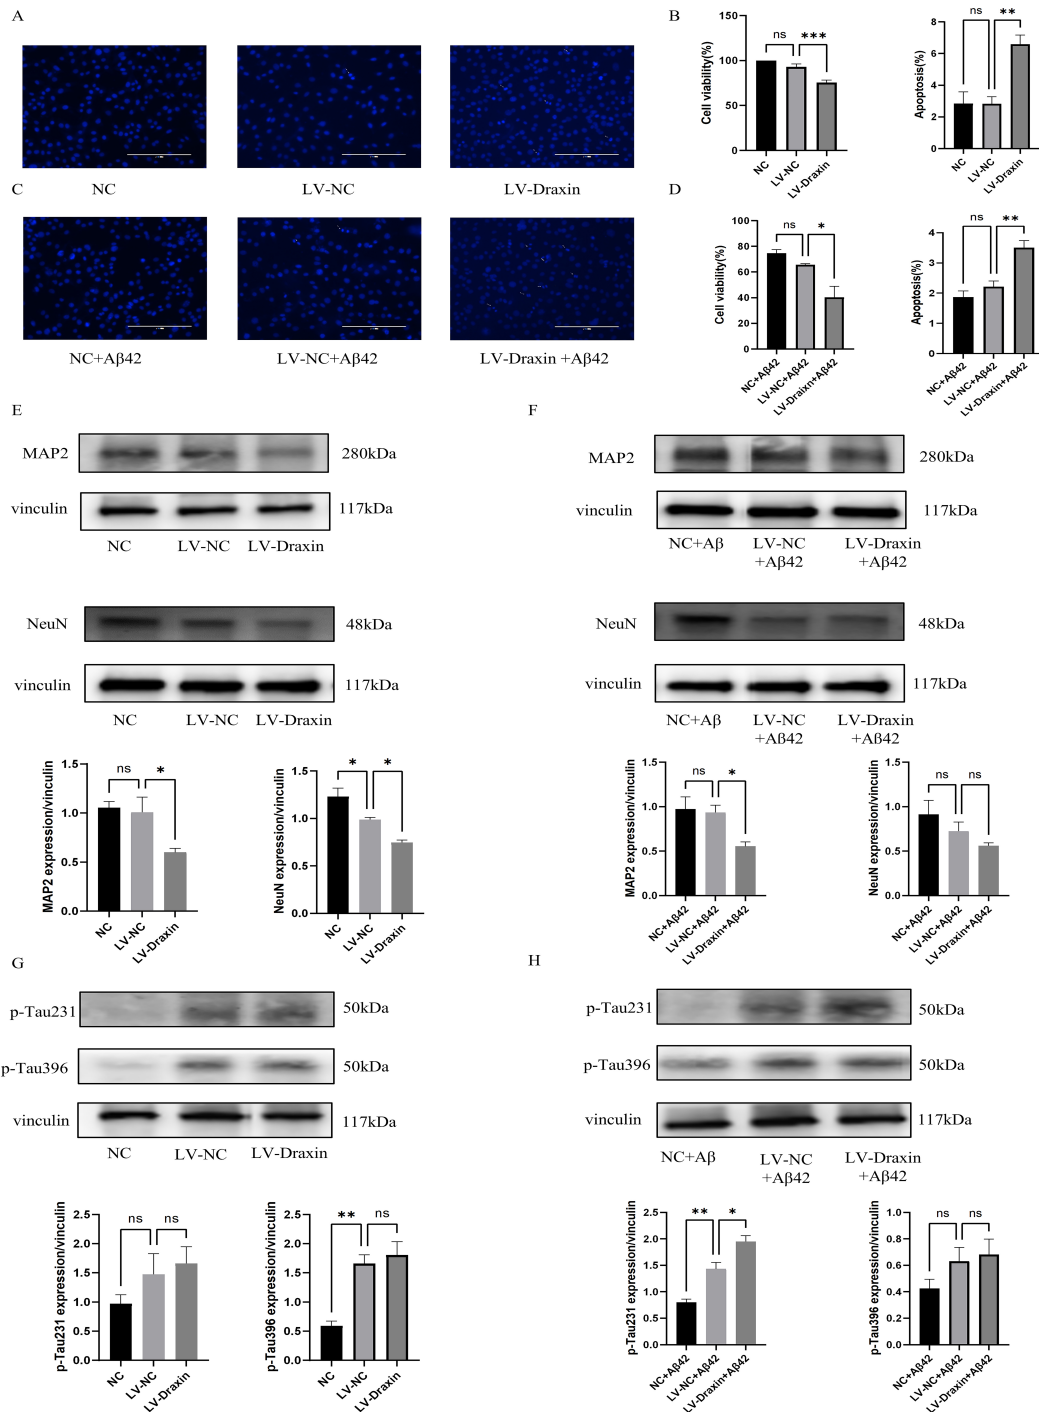 A
NC
LV-NC
LV-Draxin
B
Cell viability(%)
150
100
50
0
ns
***
NC
LV-NC
LV-Draxin
Apoptosis(%)
8
6
4
2
0
ns
**
NC
LV-NC
LV-Draxin
C
NC+Aβ42
LV-NC+Aβ42
LV-Draxin +Aβ42
D
Cell viability(%)
100
80
60
40
20
0
ns
*
NC+Aβ42
LV-NC+Aβ42
LV-Draixn+Aβ42
Apoptosis(%)
4
3
2
1
0
ns
**
NC+Aβ42
LV-NC+Aβ42
LV-Draxin+Aβ42
E
MAP2
280kDa
vinculin
117kDa
NC
LV-NC
LV-Draxin
NeuN
48kDa
vinculin
117kDa
NC
LV-NC
LV-Draxin
MAP2 expression/vinculin
1.5
1.0
0.5
0.0
ns
*
NC
LV-NC
LV-Draxin
NeuN expression/vinculin
1.5
1.0
0.5
0.0
*
*
NC
LV-NC
LV-Draxin
F
MAP2
280kDa
vinculin
117kDa
NC+Aβ
LV-NC
+Aβ42
LV-Draxin
+Aβ42
NeuN
48kDa
vinculin
117kDa
NC+Aβ
LV-NC
+Aβ42
LV-Draxin
+Aβ42
MAP2 expression/vinculin
1.5
1.0
0.5
0.0
ns
*
NC+Aβ42
LV-NC+Aβ42
LV-Draxin+Aβ42
NeuN expression/vinculin
1.5
1.0
0.5
0.0
ns
ns
NC+Aβ42
LV-NC+Aβ42
LV-Draxin+Aβ42
G
p-Tau231
50kDa
p-Tau396
50kDa
vinculin
117kDa
NC
LV-NC
LV-Draxin
p-Tau231 expression/vinculin
2.5
2.0
1.5
1.0
0.5
0.0
ns
ns
NC
LV-NC
LV-Draxin
p-Tau396 expression/vinculin
2.5
2.0
1.5
1.0
0.5
0.0
**
ns
NC
LV-NC
LV-Draxin
H
p-Tau231
50kDa
p-Tau396
50kDa
vinculin
117kDa
NC+Aβ
LV-NC
+Aβ42
LV-Draxin
+Aβ42
p-Tau231 expression/vinculin
2.5
2.0
1.5
1.0
0.5
0.0
**
*
NC+Aβ42
LV-NC+Aβ42
LV-Draxin+Aβ42
p-Tau396 expression/vinculin
1.0
0.8
0.6
0.4
0.2
0.0
ns
ns
NC+Aβ42
LV-NC+Aβ42
LV-Draxin+Aβ42